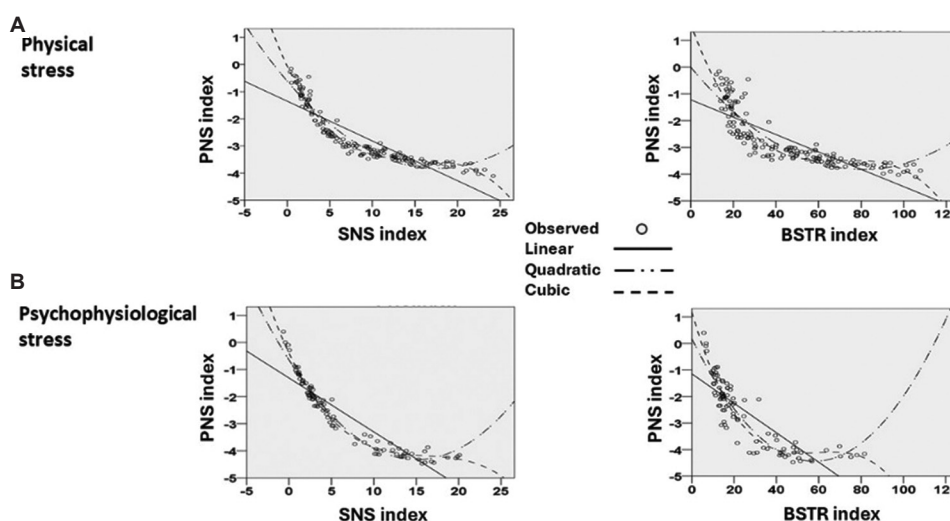 A
Physical
stress
PNS index
1
0
-1
-2
-3
-4
-5
-5 0 5 10 15 20 25
SNS index
PNS index
1
0
-1
-2
-3
-4
-5
0 20 40 60 80 100 120
BSTR index
Observed
Linear
Quadratic
Cubic
B
Psychophysiological
stress
PNS index
1
0
-1
-2
-3
-4
-5
-5 0 5 10 15 20 25
SNS index
PNS index
1
0
-1
-2
-3
-4
-5
0 20 40 60 80 100
BSTR index